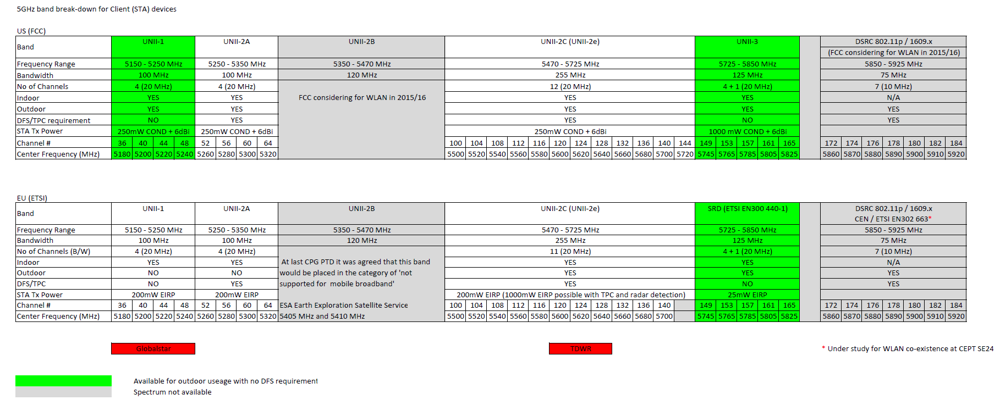 5GHz band break-down for Client (STA) devices
US (FCC)
Band UNII-1 UNII-2A UNII-2B UNII-2C (UNII-2e) UNII-3 DSRC 802.11p / 1609.x
(FCC considering for WLAN in 2015/16)
Frequency Range 5150 - 5250 MHz 5250 - 5350 MHz 5350 - 5470 MHz 5470 - 5725 MHz 5725 - 5850 MHz 5850 - 5925 MHz
Bandwidth 100 MHz 100 MHz 120 MHz 255 MHz 125 MHz 75 MHz
No of Channels 4 (20 MHz) 4 (20 MHz) 12 (20 MHz) 4 + 1 (20 MHz) 7 (10 MHz)
Indoor YES YES FCC considering for WLAN in 2015/16 YES YES N/A
Outdoor YES YES YES YES YES
DFS/TPC requirement NO YES YES NO YES
STA Tx Power 250mW COND + 6dBi 250mW COND + 6dBi 250mW COND + 6dBi 1000 mW COND + 6dBi
Channel # 36 40 44 48 52 56 60 64 100 104 108 112 116 120 124 128 132 136 140 144 149 153 157 161 165 172 174 176 178 180 182 184
Center Frequency (MHz) 5180 5200 5220 5240 5260 5280 5300 5320 5500 5520 5540 5560 5580 5600 5620 5640 5660 5680 5700 5720 5745 5765 5785 5805 5825 5860 5870 5880 5890 5900 5910 5920
EU (ETSI)
Band UNII-1 UNII-2A UNII-2B UNII-2C (UNII-2e) SRD (ETSI EN300 440-1) DSRC 802.11p / 1609.x
CEN / ETSI EN302 663*
Frequency Range 5150 - 5250 MHz 5250 - 5350 MHz 5350 - 5470 MHz 5470 - 5725 MHz 5725 - 5850 MHz 5850 - 5925 MHz
Bandwidth 100 MHz 100 MHz 120 MHz 255 MHz 125 MHz 75 MHz
No of Channels (B/W) 4 (20 MHz) 4 (20 MHz) 11 (20 MHz) 4 + 1 (20 MHz) 7 (10 MHz)
Indoor YES YES At last CPG PTD it was agreed that this band YES YES N/A
Outdoor NO NO would be placed in the category of 'not YES YES YES
DFS/TPC NO YES supported for mobile broadband' YES NO YES
STA Tx Power 200mW EIRP 200mW EIRP 200mW EIRP (1000mW EIRP possible with TPC and radar detection) 25mW EIRP
Channel # 36 40 44 48 52 56 60 64 ESA Earth Exploration Satellite Service 100 104 108 112 116 120 124 128 132 136 140 149 153 157 161 165 172 174 176 178 180 182 184
Center Frequency (MHz) 5180 5200 5220 5240 5260 5280 5300 5320 5405 MHz and 5410 MHz 5500 5520 5540 5560 5580 5600 5620 5640 5660 5680 5700 5745 5765 5785 5805 5825 5860 5870 5880 5890 5900 5910 5920
Globalstar TDWR * Under study for WLAN co-existence at CEPT SE24
Available for outdoor useage with no DFS requirement
Spectrum not available